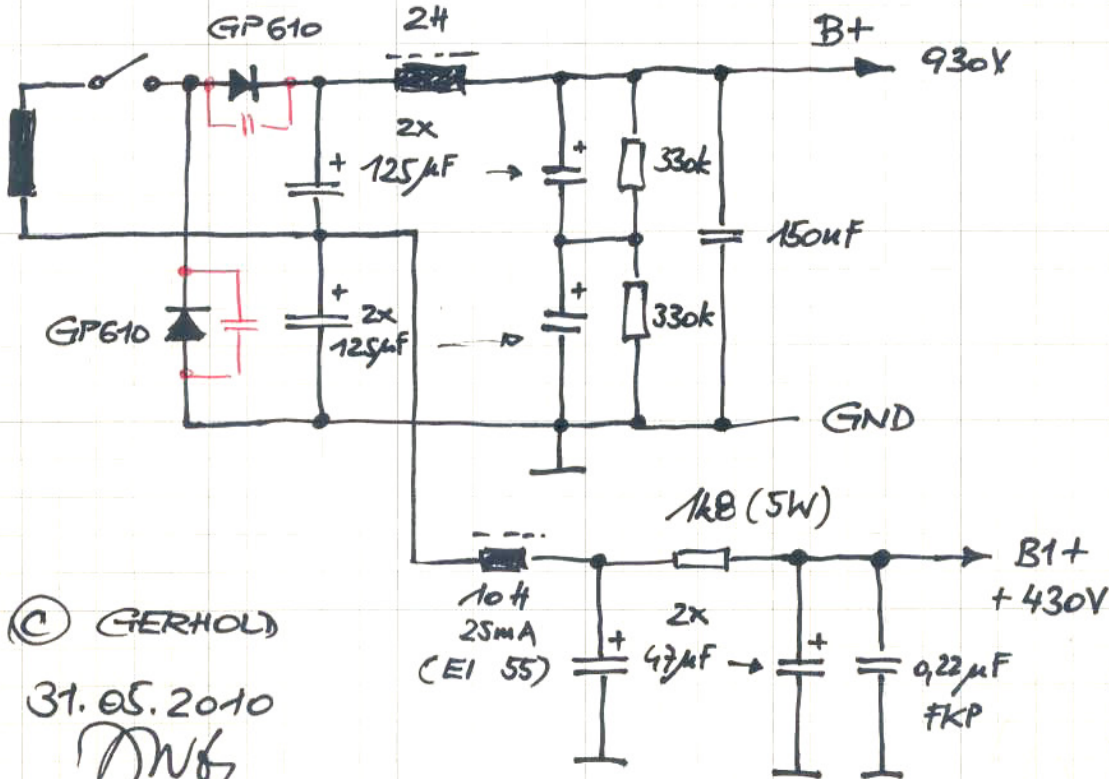 GP610
2H
B+
930V
2x
125µF
+
+
330k
150nF
+
+
330k
GP610
2x
125µF
GND
1k8 (5W)
B1+
+430V
10H
25mA
(EI 55)
2x
47µF
+
+
0,22µF
FKP
© GERHOLD
31.05.2010